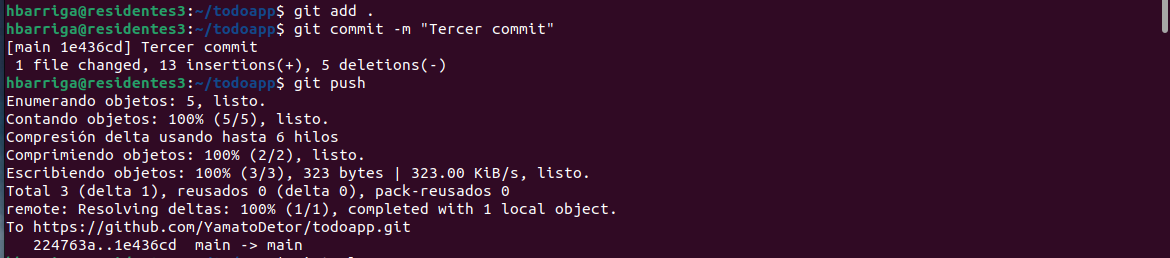 hbarriga@residentes3:~/todoapp$ git add .
hbarriga@residentes3:~/todoapp$ git commit -m "Tercer commit"
[main 1e436cd] Tercer commit
 1 file changed, 13 insertions(+), 5 deletions(-)
hbarriga@residentes3:~/todoapp$ git push
Enumerando objetos: 5, listo.
Contando objetos: 100% (5/5), listo.
Compresión delta usando hasta 6 hilos
Comprimiendo objetos: 100% (2/2), listo.
Escribiendo objetos: 100% (3/3), 323 bytes | 323.00 KiB/s, listo.
Total 3 (delta 1), reusados 0 (delta 0), pack-reusados 0
remote: Resolving deltas: 100% (1/1), completed with 1 local object.
To https://github.com/YamatoDetor/todoapp.git
   224763a..1e436cd  main -> main